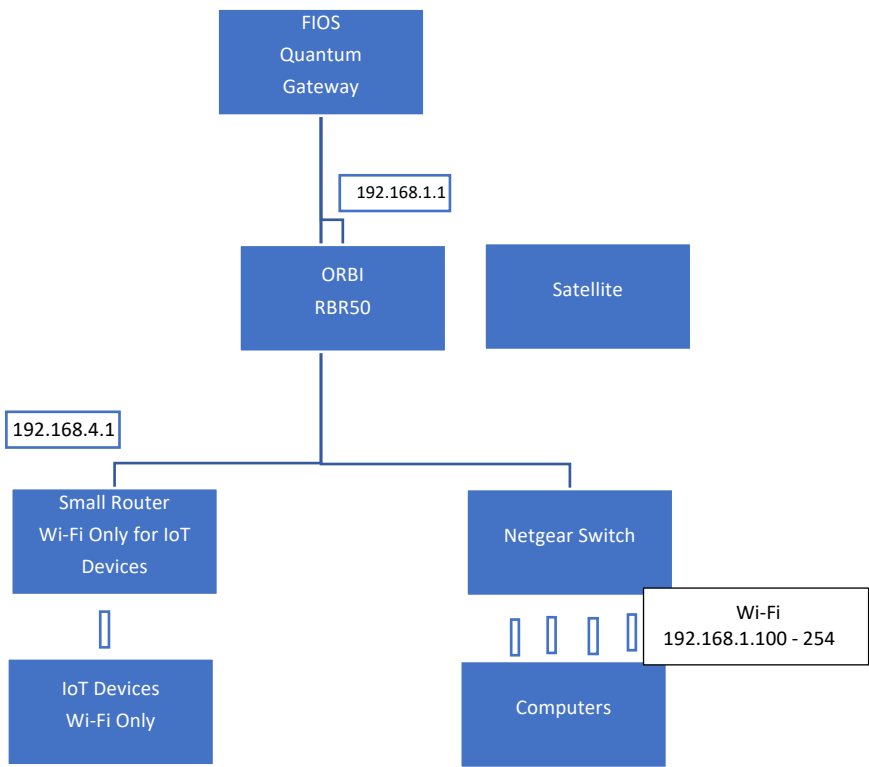 FIOS
Quantum
Gateway
192.168.1.1
ORBI
RBR50
Satellite
192.168.4.1
Small Router
Wi-Fi Only for IoT
Devices
Netgear Switch
Wi-Fi
192.168.1.100 - 254
IoT Devices
Wi-Fi Only
Computers